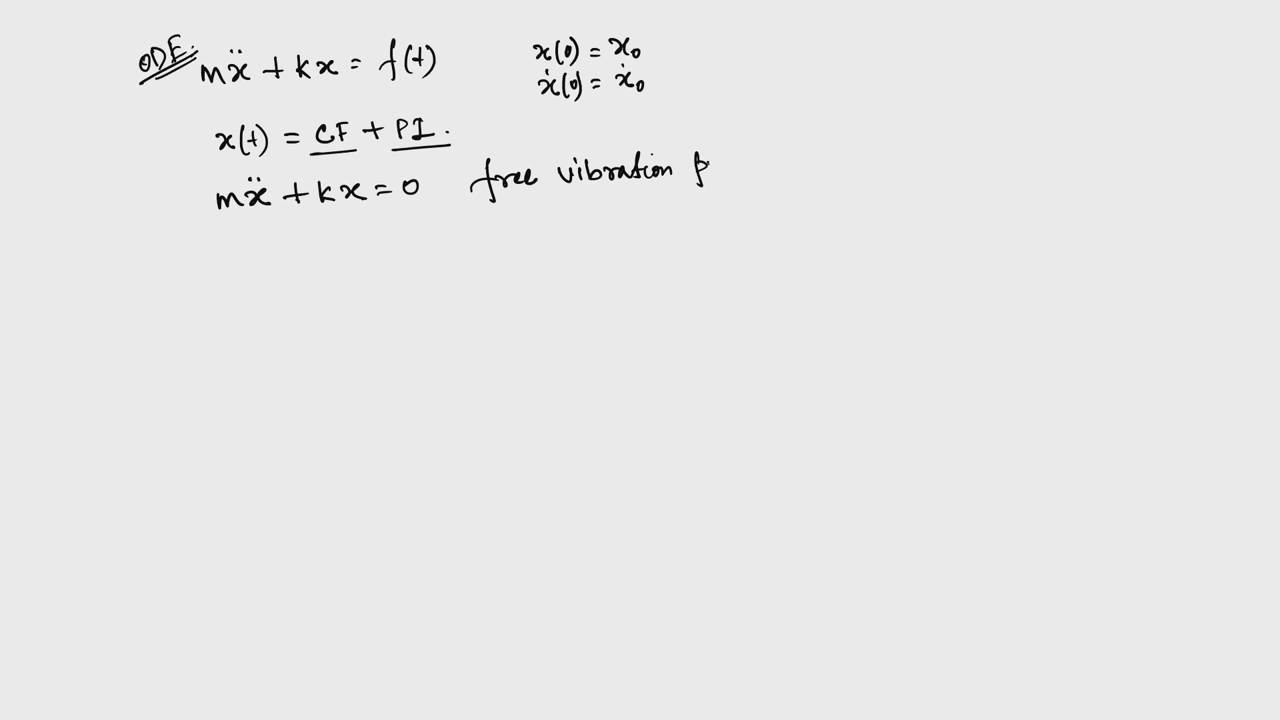 ODE. mẍ + kx = f(t) x(0) = x₀
ẋ(0) = ẋ₀
x(t) = CF + PI.
mẍ + kx = 0 free vibration p